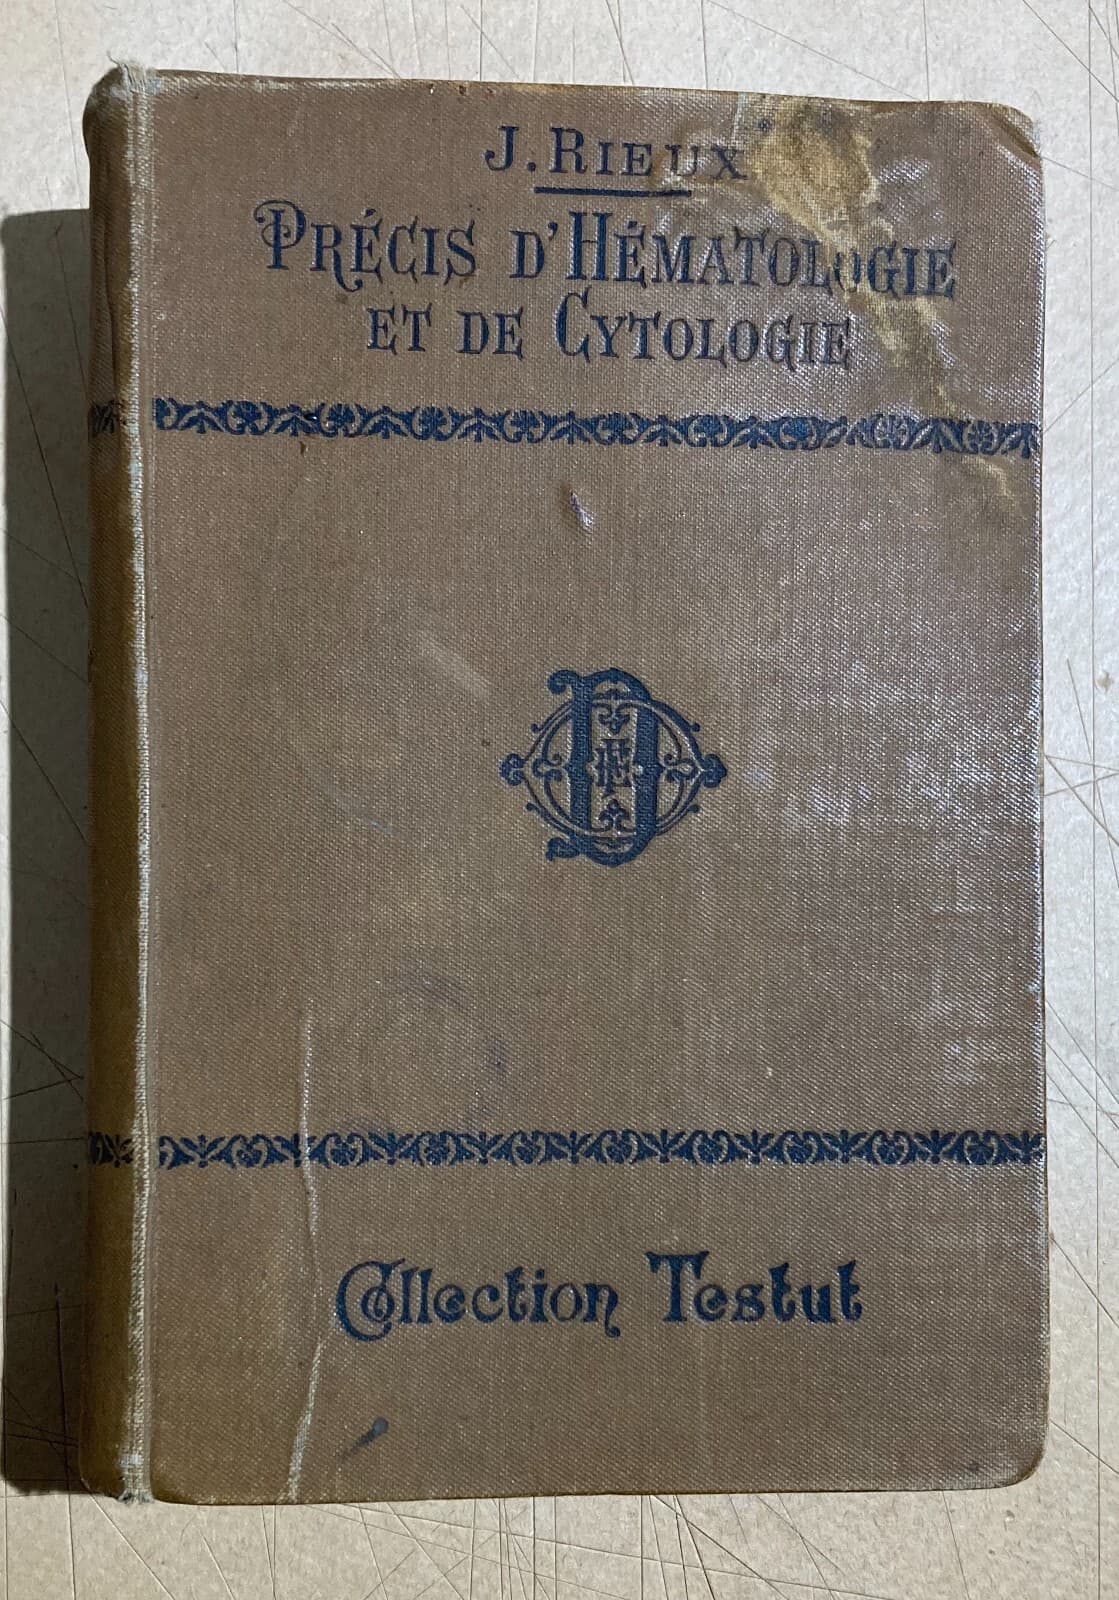 J. RIEUX
PRÉCIS D'HÉMATOLOGIE
ET DE CYTOLOGIE
Collection Testut